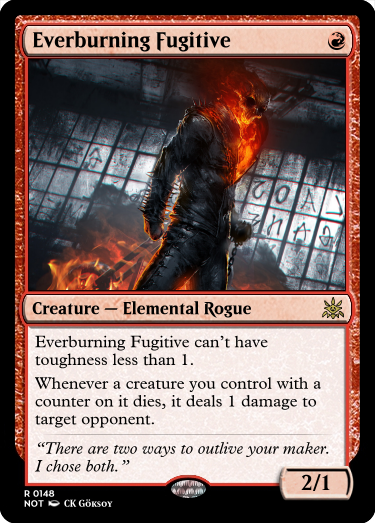 Everburning Fugitive
Creature — Elemental Rogue
Everburning Fugitive can't have
toughness less than 1.
Whenever a creature you control with a
counter on it dies, it deals 1 damage to
target opponent.
“There are two ways to outlive your maker.
I chose both.”
2/1
R 0148
NOT CK Göksoy